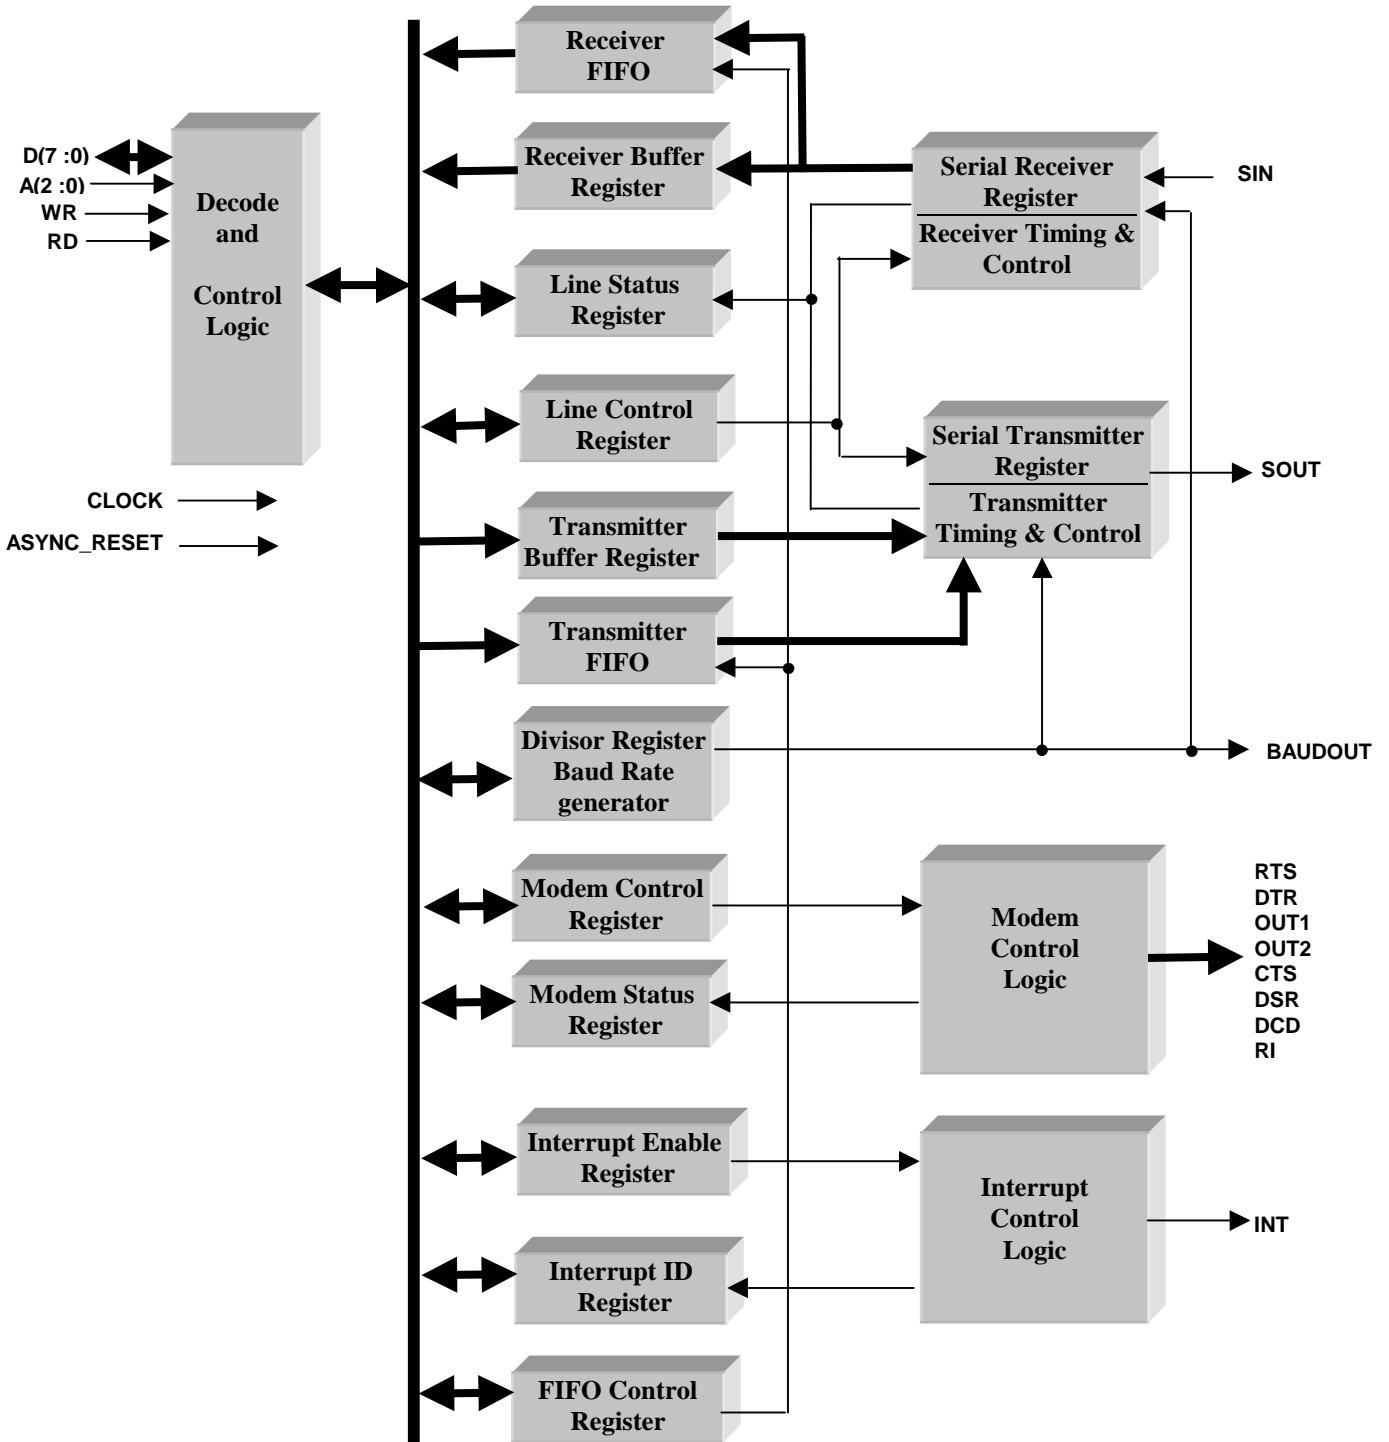 D(7 :0)
A(2 :0)
WR
RD
Decode
and
Control
Logic
CLOCK
ASYNC_RESET
Receiver
FIFO
Receiver Buffer
Register
Line Status
Register
Line Control
Register
Transmitter
Buffer Register
Transmitter
FIFO
Divisor Register
Baud Rate
generator
Modem Control
Register
Modem Status
Register
Interrupt Enable
Register
Interrupt ID
Register
FIFO Control
Register
Serial Receiver
Register
Receiver Timing &
Control
SIN
Serial Transmitter
Register
Transmitter
Timing & Control
SOUT
BAUDOUT
Modem
Control
Logic
RTS
DTR
OUT1
OUT2
CTS
DSR
DCD
RI
Interrupt
Control
Logic
INT